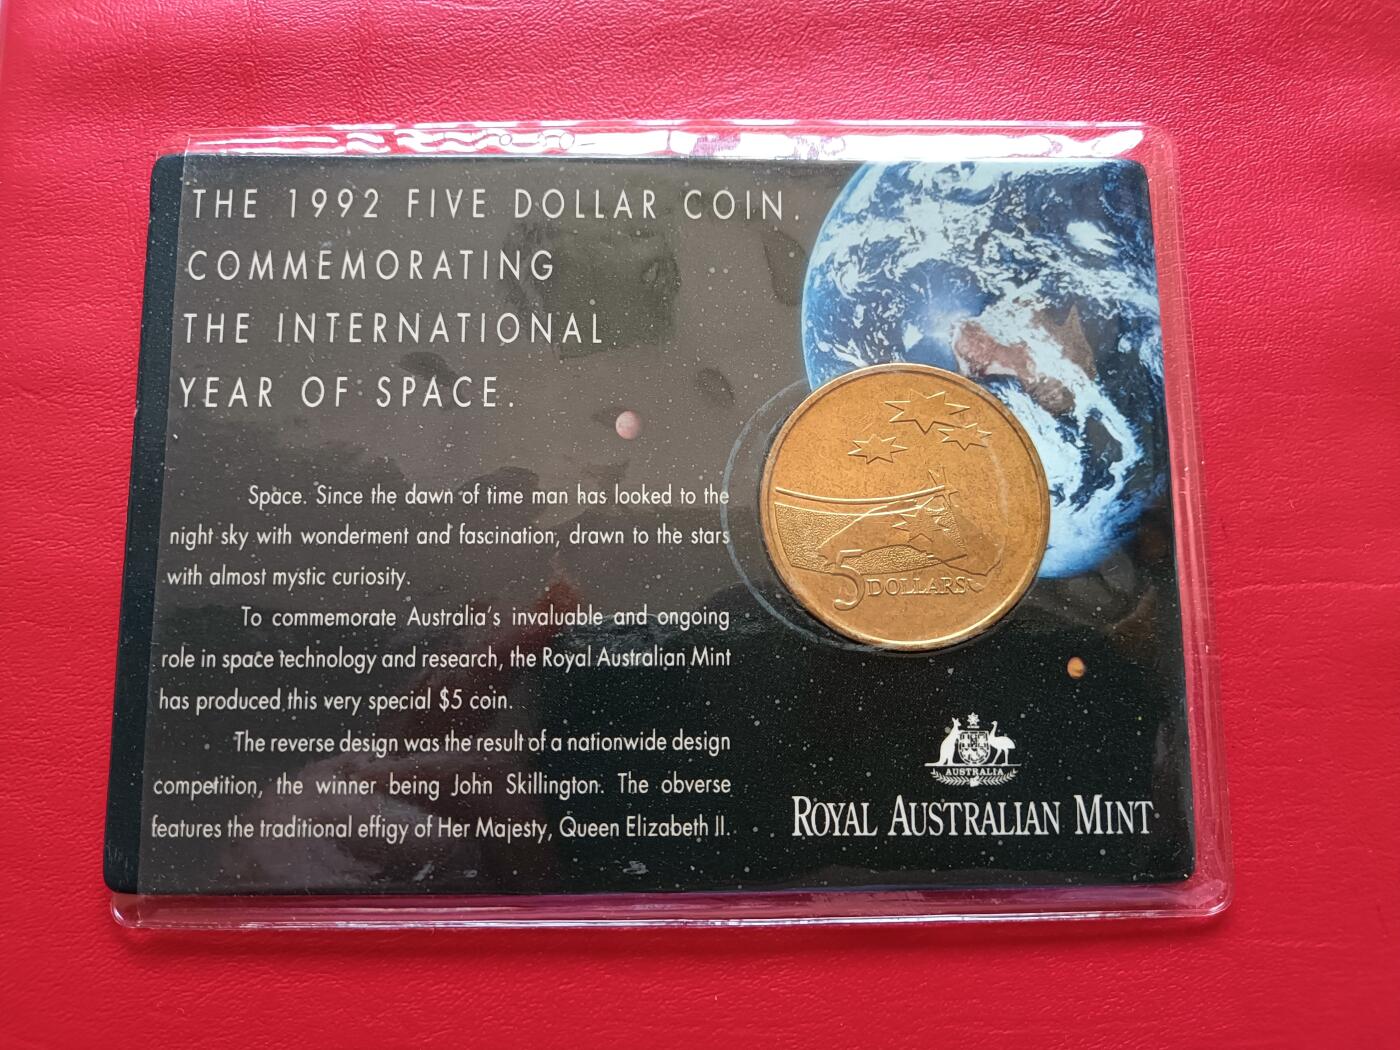 THE 1992 FIVE DOLLAR COIN.
COMMEMORATING
THE INTERNATIONAL
YEAR OF SPACE.
Space. Since the dawn of time man has looked to the
night sky with wonderment and fascination, drawn to the stars
with almost mystic curiosity.
To commemorate Australia's invaluable and ongoing
role in space technology and research, the Royal Australian Mint
has produced this very special $5 coin.
The reverse design was the result of a nationwide design
competition, the winner being John Skillington. The obverse
features the traditional effigy of Her Majesty, Queen Elizabeth II.
5 DOLLARS
AUSTRALIA
ROYAL AUSTRALIAN MINT